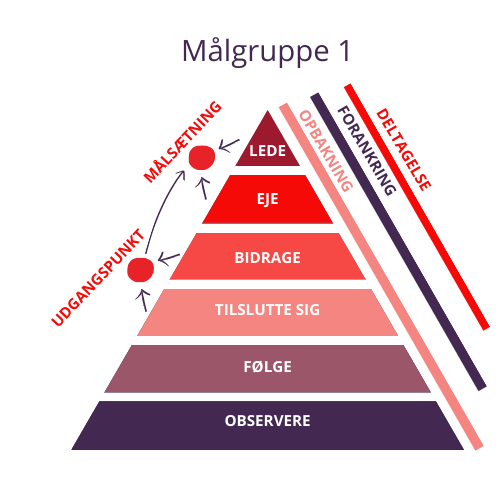 Målgruppe 1
MÅLSÆTNING
UDGANGSPUNKT
OPBAKNING
FORANKRING
DELTAGELSE
LEDE
EJE
BIDRAGE
TILSLUTTE SIG
FØLGE
OBSERVERE